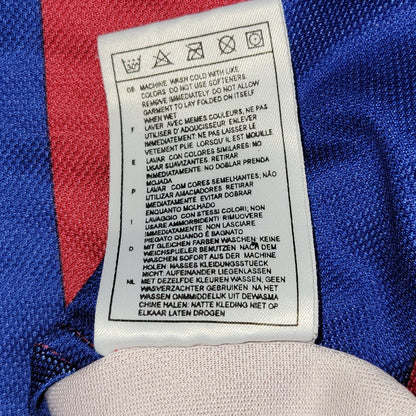 GB MACHINE WASH COLD WITH LIKE
COLORS DO NOT USE SOFTENERS.
REMOVE IMMEDIATELY DO NOT ALLOW
GARMENT TO LAY FOLDED ON ITSELF
WHEN WET
F LAVER AVEC MEMES COULEURS, NE PAS
UTILISER D'ADOUCISSEUR ENLEVER
IMMEDIATEMENT NE PAS LAISSER LE
VETEMENT PLIE LORSQU'IL EST MOUILLE
E LAVAR CON COLORES SIMILARES: NO
USAR SUAVIZANTES. RETIRAR
INMEDIATAMENTE. NO DOBLAR PRENDA
MOJADA
P LAVAR COM CORES SEMELHANTES; NÃO
UTILIZAR AMACIADORES RETIRAR
IMEDIATAMENTE EVITAR DOBRAR
ENQUANTO MOLHADO
I LAVAGGIO CON STESSI COLORI; NON
USARE AMMORBIDENTI; RIMUOVERE
IMMEDIATAMENTE NON LASCIARE
PIEGATO QUANDO È BAGNATO
D MIT GLEICHEN FARBEN WASCHEN; KEINE
WEICHSPÜLER VERWENDEN; NACH DEM
WASCHEN SOFORT AUS DER MACHINE
HOLEN; NASSES KLEIDUNGSSTUECK
NICHT AUFEINANDER LIEGENLASSEN
NL MET DEZELFDE KLEUREN WASSEN; GEEN
WASVERZACHTER GEBRUIKEN NA HET
WASSEN ONMMIDDELIJK UIT DEWASMA
CHINE HALEN; NATTE KLEDING NIET OP
ELKAAR LATEN DROGEN